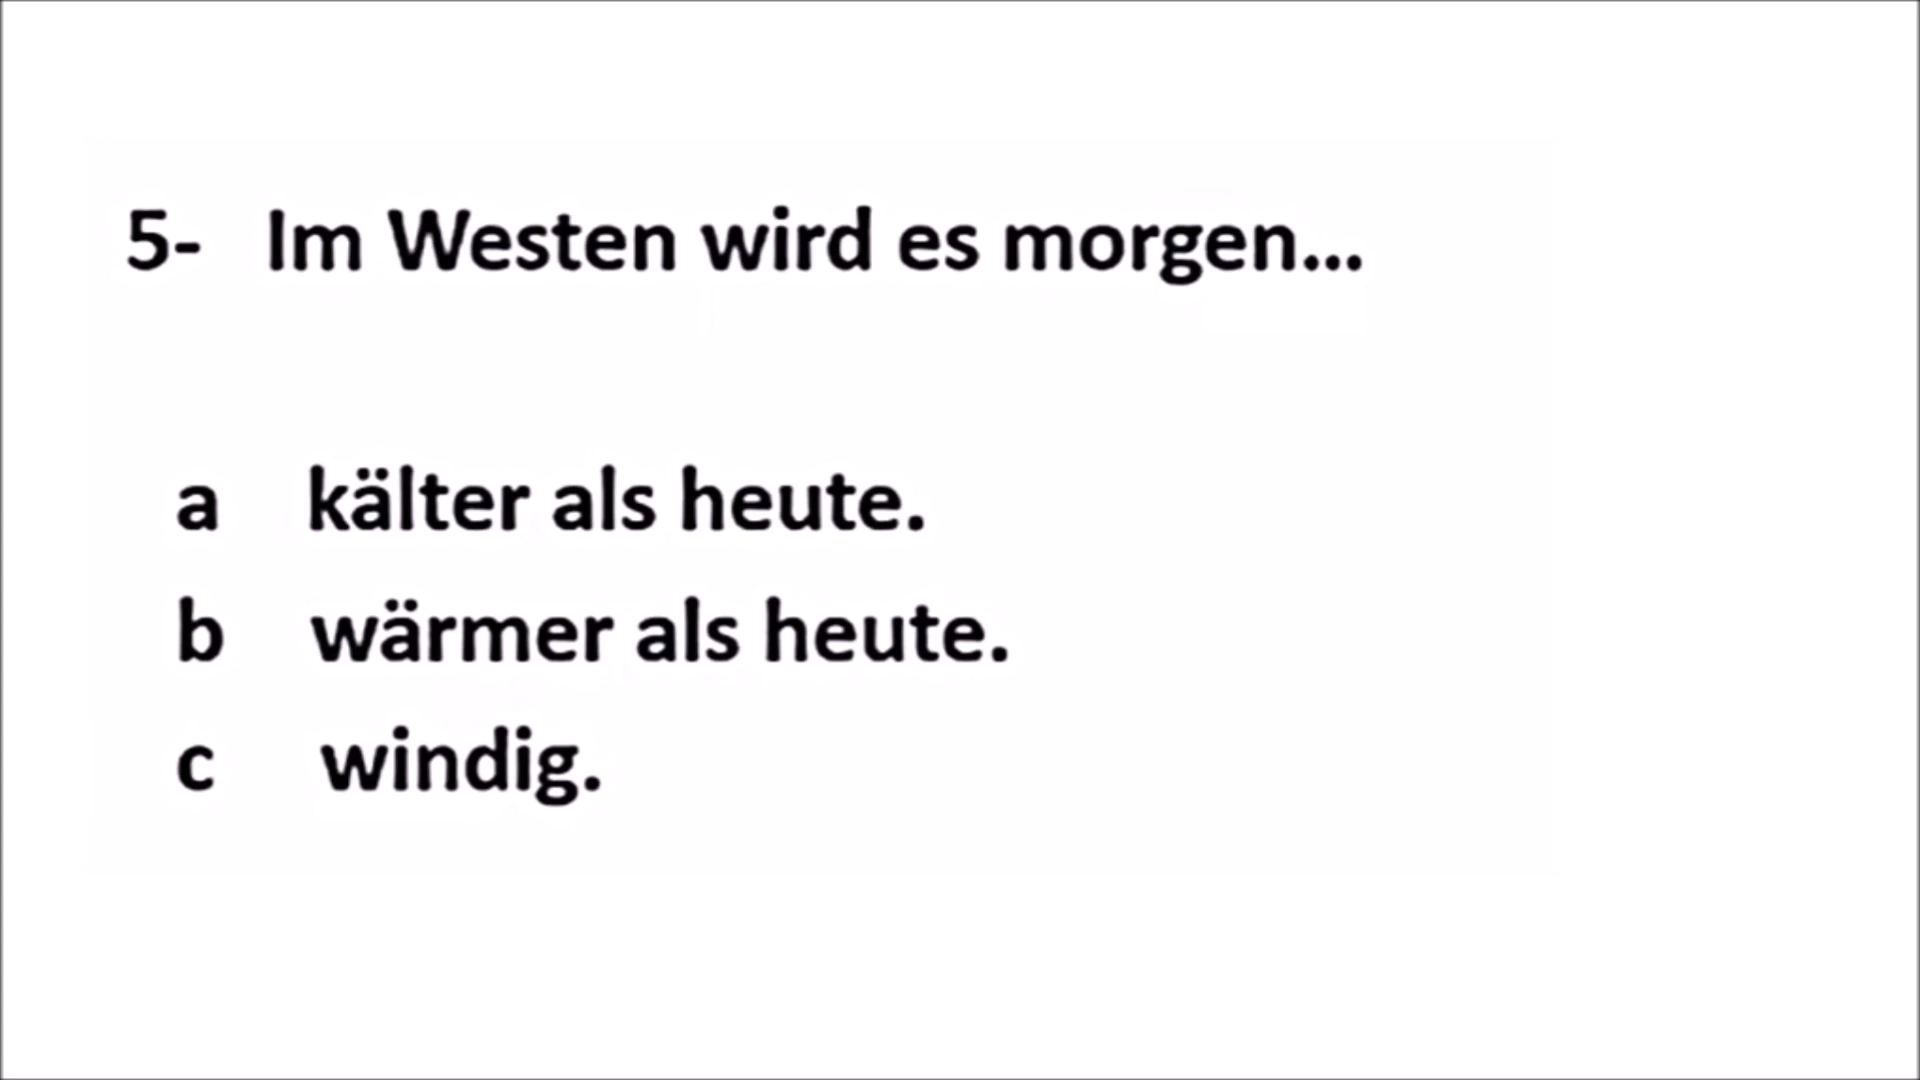 5- Im Westen wird es morgen...
a kälter als heute.
b wärmer als heute.
c windig.